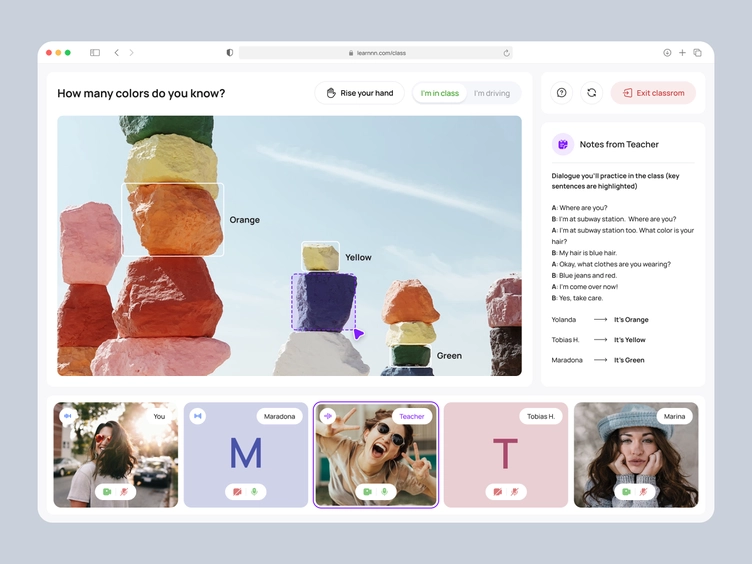 learnnn.com/class
How many colors do you know?
Rise your hand
I'm in class
I'm driving
Exit classrom
Orange
Yellow
Green
Notes from Teacher
Dialogue you'll practice in the class (key
sentences are highlighted)
A: Where are you?
B: I'm at subway station. Where are you?
A: I'm at subway station too. What color is your
hair?
B: My hair is blue hair.
A: Okay, what clothes are you wearing?
B: Blue jeans and red.
A: I'm come over now!
B: Yes, take care.
Yolanda → It's Orange
Tobias H. → It's Yellow
Maradona → It's Green
You
Maradona
M
Teacher
Tobias H.
T
Marina